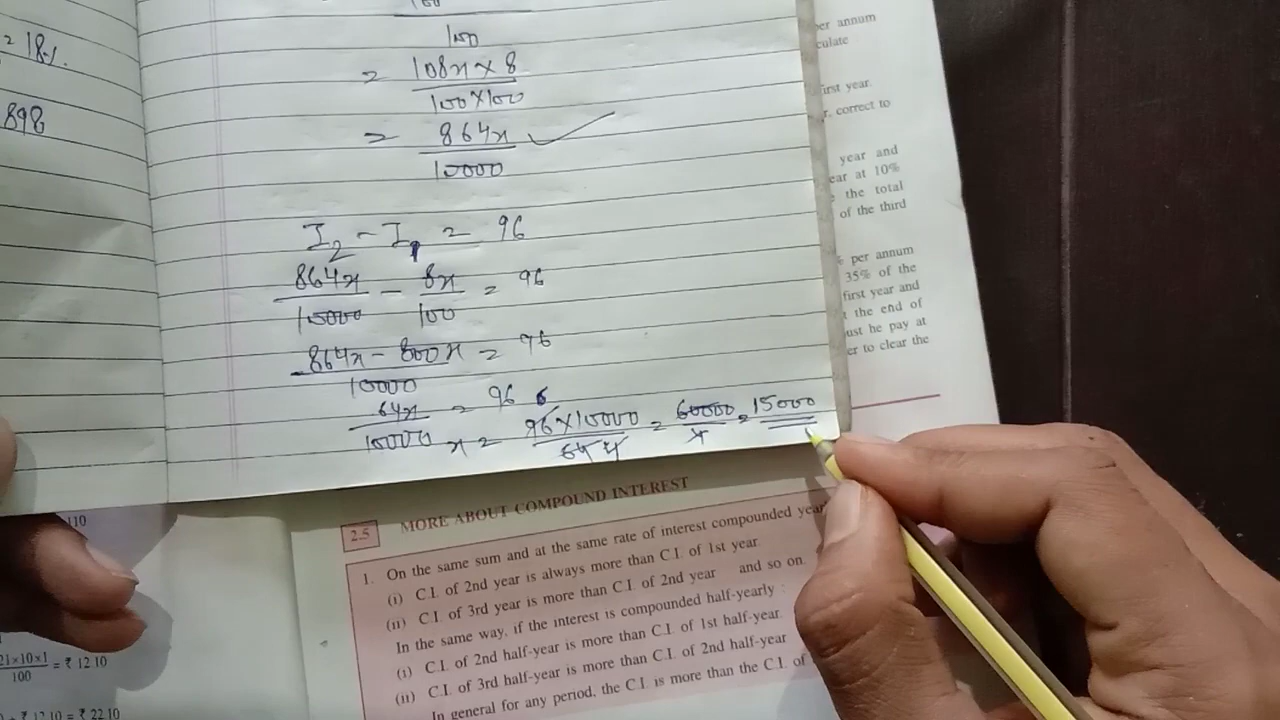 = 18%.
898
100
100
= 108x × 8
100×100
= 864x
10000
I2 - I1 = 96
864x - 8x = 96
10000 100
864x - 800x = 96
10000
64x = 96 6
10000 x = 96×10000 = 60000 = 15000
64 4 4
per annum
culate
irst year.
r. correct to
year and
ear at 10%
the total
of the third
% per annum
35% of the
first year and
t the end of
ust he pay at
er to clear the
110
21×10×1 = ₹ 12.10
100
12.10 = ₹ 22.10
2.5 MORE ABOUT COMPOUND INTEREST
1. On the same sum and at the same rate of interest compounded year
(i) C.I. of 2nd year is always more than C.I. of 1st year
(ii) C.I. of 3rd year is more than C.I. of 2nd year and so on.
In the same way, if the interest is compounded half-yearly :
(i) C.I. of 2nd half-year is more than C.I. of 1st half-year.
(ii) C.I. of 3rd half-year is more than C.I. of 2nd half-year
In general for any period, the C.I. is more than the C.I. of